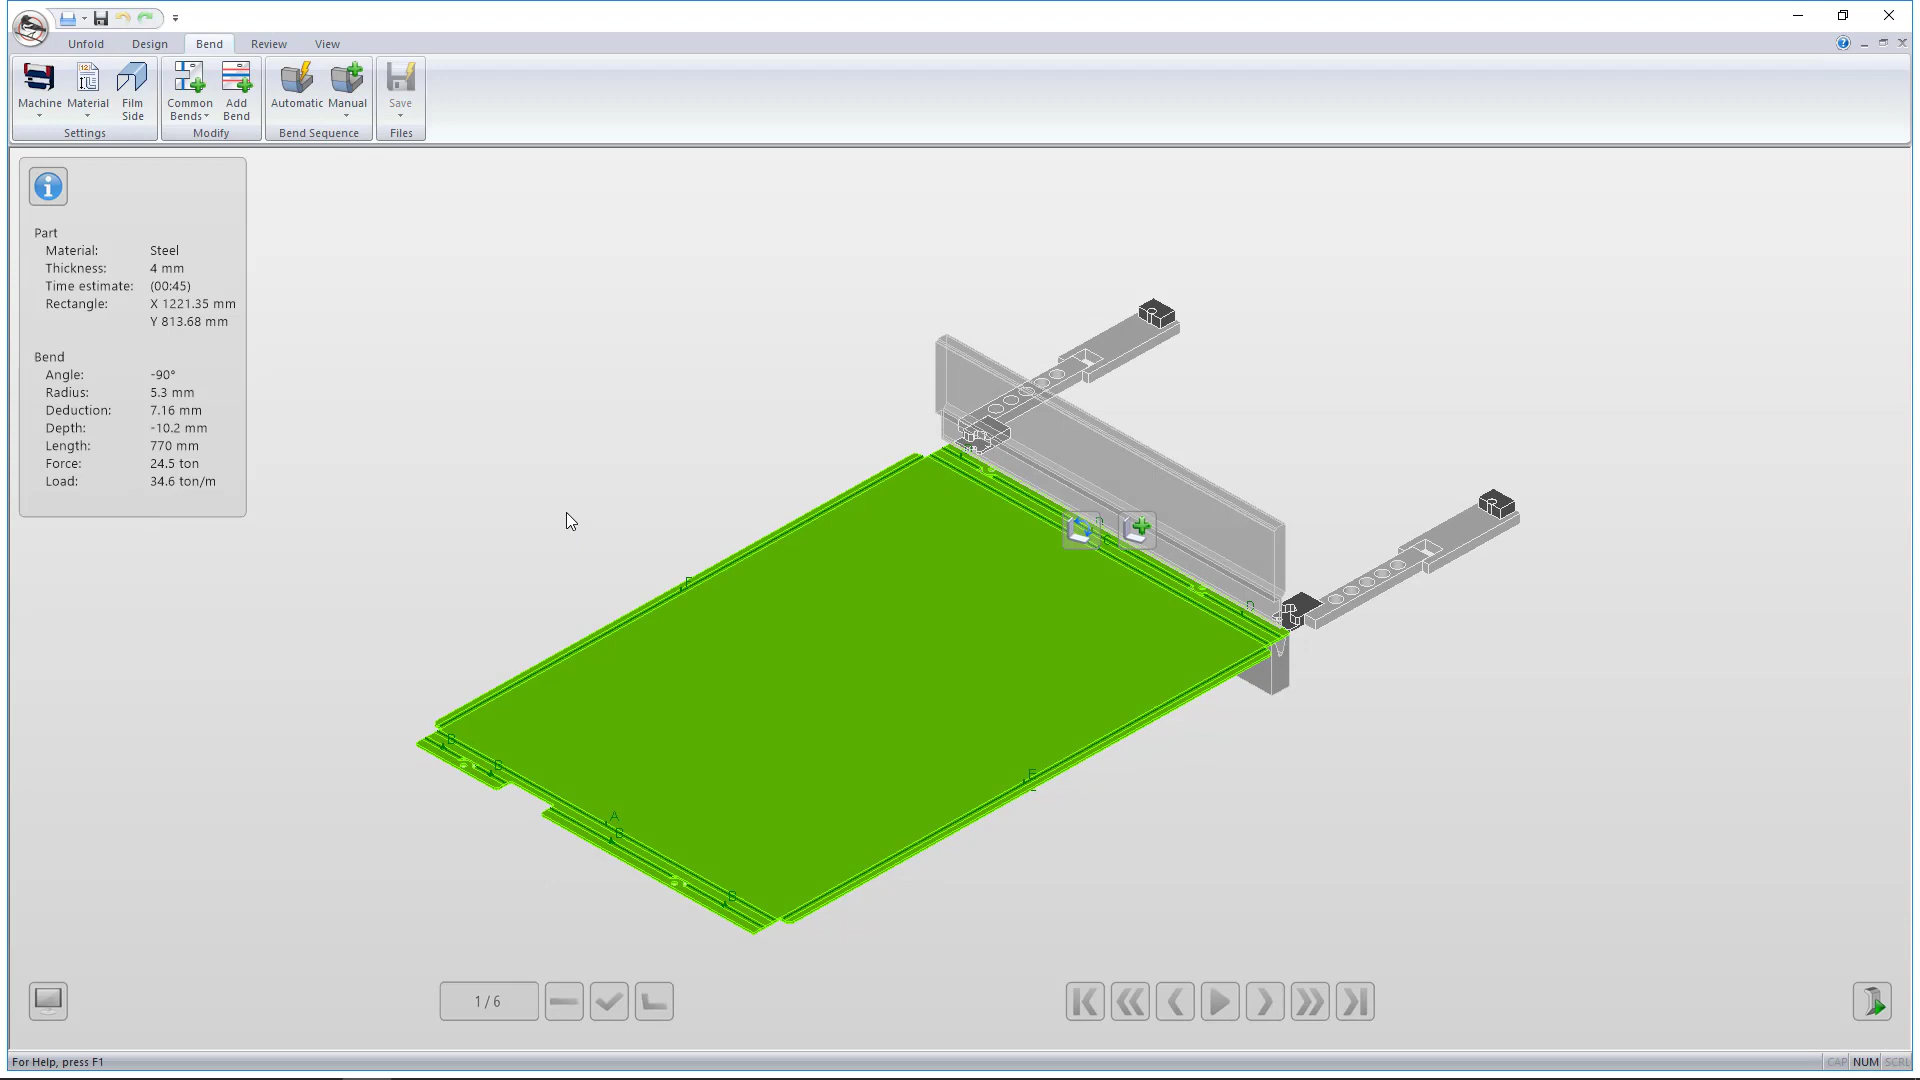 Unfold Design Bend Review View
Machine Material Film Side Common Bends Add Bend Automatic Manual Save
Settings Modify Bend Sequence Files
Part
Material: Steel
Thickness: 4 mm
Time estimate: (00:45)
Rectangle: X 1221.35 mm
Y 813.68 mm
Bend
Angle: -90°
Radius: 5.3 mm
Deduction: 7.16 mm
Depth: -10.2 mm
Length: 770 mm
Force: 24.5 ton
Load: 34.6 ton/m
D
D
B
B
A
B
B
1 / 6
For Help, press F1
CAP NUM SCRL